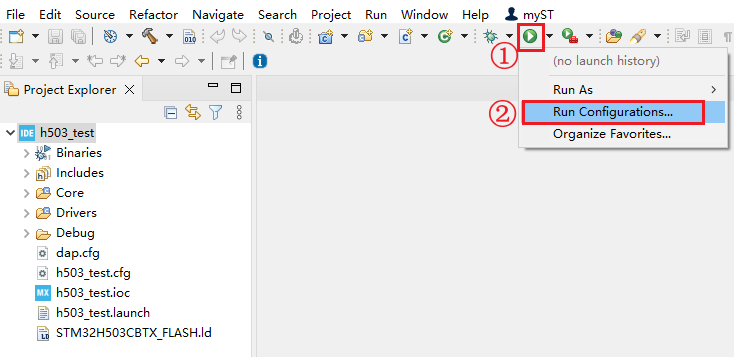 File Edit Source Refactor Navigate Search Project Run Window Help myST
010
①
(no launch history)
Run As
② Run Configurations...
Organize Favorites...
Project Explorer
IDE h503_test
Binaries
Includes
Core
Drivers
Debug
dap.cfg
h503_test.cfg
MX h503_test.ioc
h503_test.launch
STM32H503CBTX_FLASH.ld